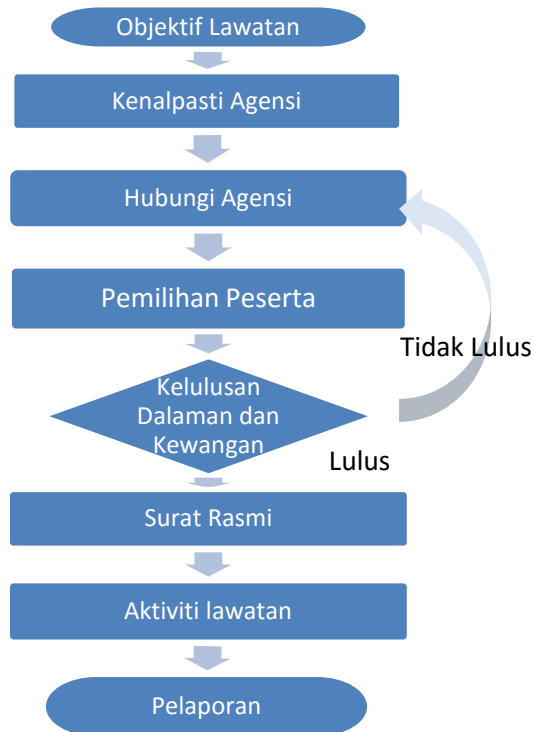 Objektif Lawatan
Kenalpasti Agensi
Hubungi Agensi
Pemilihan Peserta
Tidak Lulus
Kelulusan
Dalaman dan
Kewangan
Lulus
Surat Rasmi
Aktiviti lawatan
Pelaporan